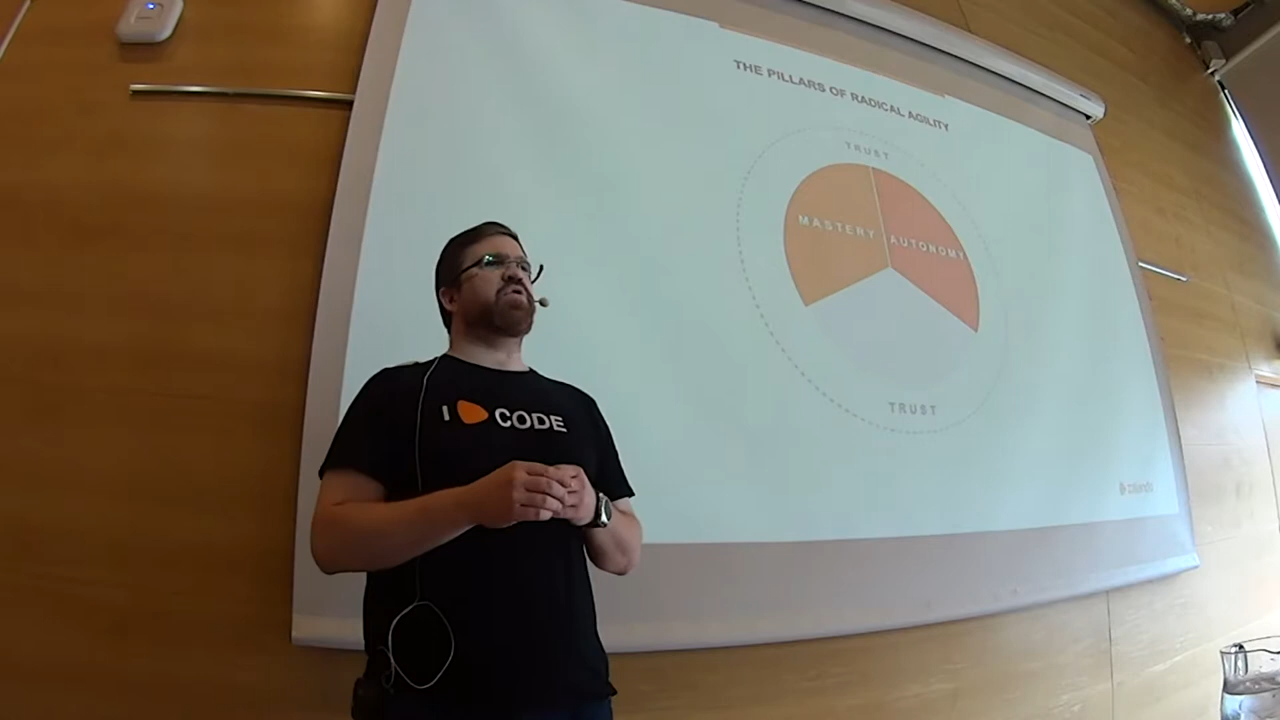 THE PILLARS OF RADICAL AGILITY
TRUST
MASTERY
AUTONOMY
TRUST
zalando
I CODE